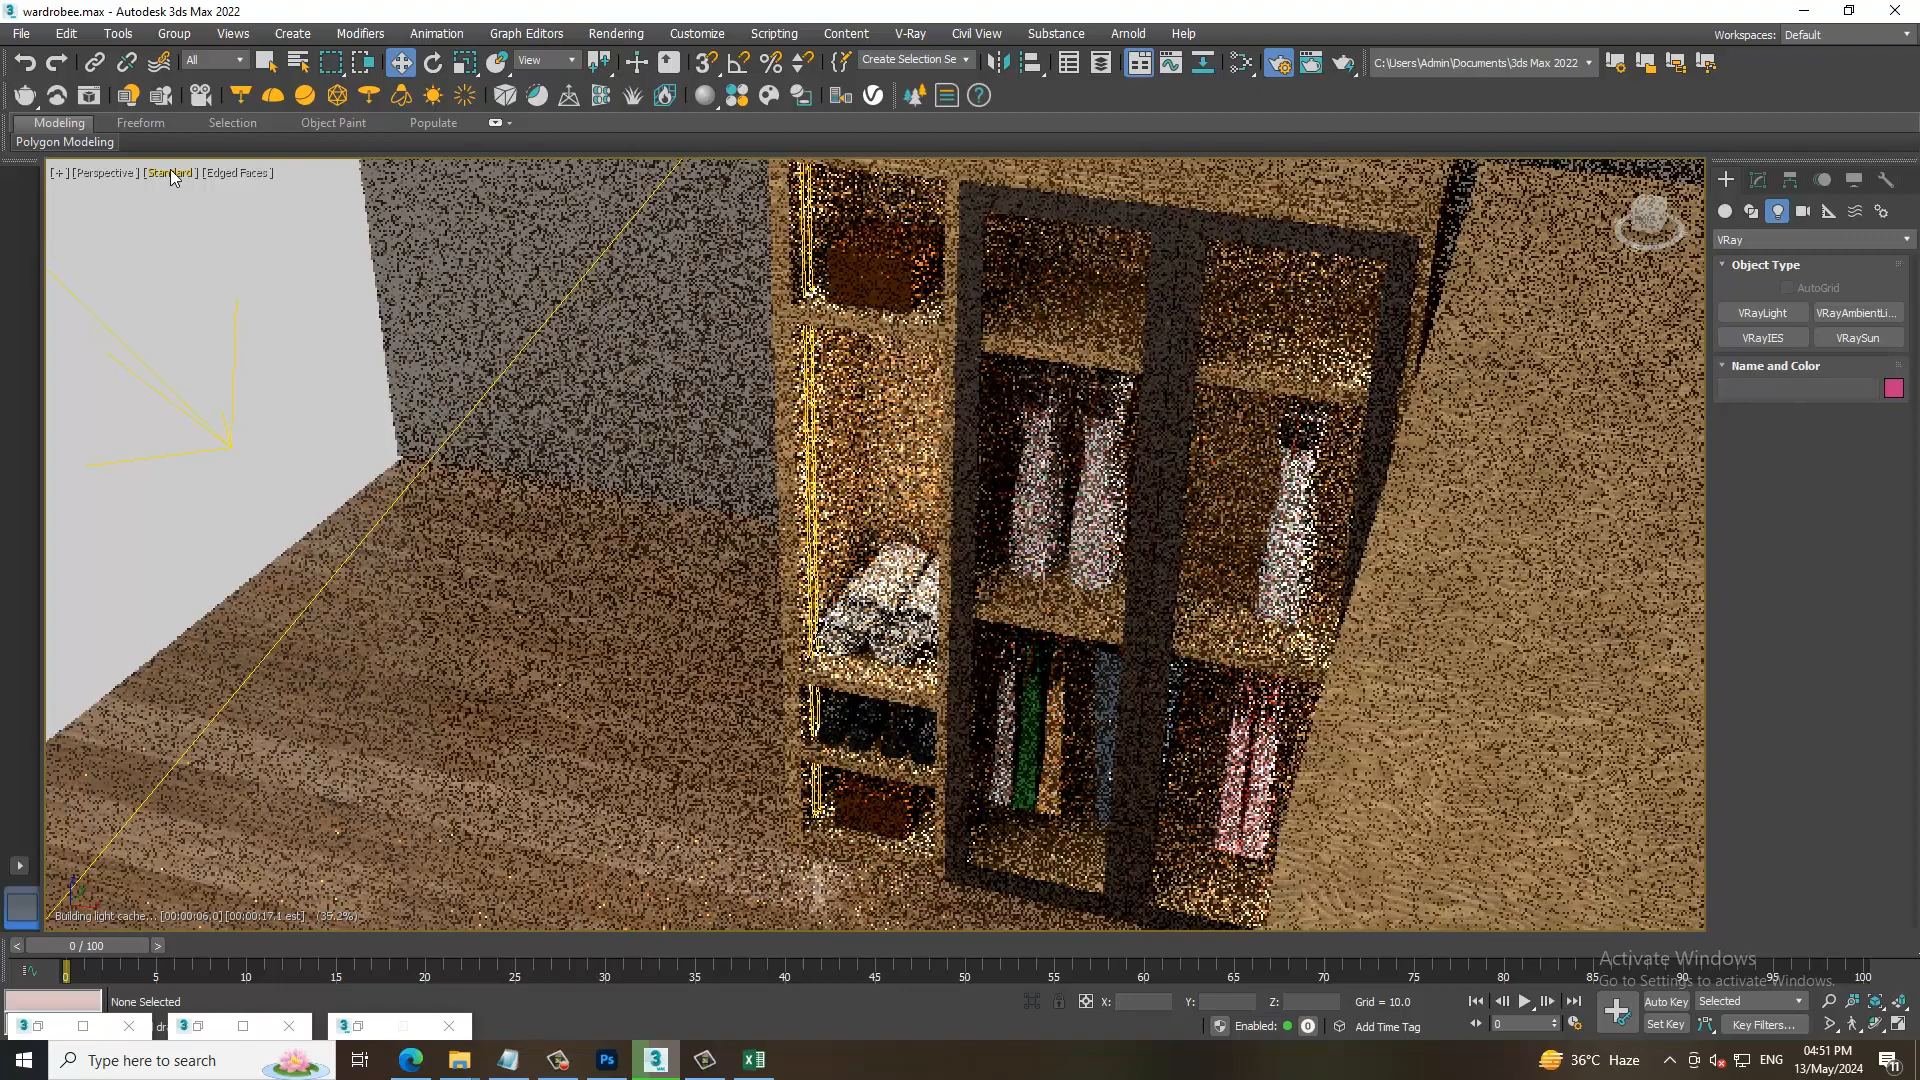 wardrobee.max - Autodesk 3ds Max 2022
File Edit Tools Group Views Create Modifiers Animation Graph Editors Rendering Customize Scripting Content V-Ray Civil View Substance Arnold Help
Workspaces: Default
All View Create Selection Se C:\Users\Admin\Documents\3ds Max 2022
Modeling Freeform Selection Object Paint Populate
Polygon Modeling
[+] [Perspective] [Standard] [Edged Faces]
VRay
Object Type
AutoGrid
VRayLight VRayAmbientLi...
VRayIES VRaySun
Name and Color
Building light cache... [00:00:06.0] [00:00:17.1 est] (35.2%)
0 / 100
0 5 10 15 20 25 30 35 40 45 50 55 60 65 70 75 80 85 90 95 100
Activate Windows
Go to Settings to activate Windows.
None Selected X: Y: Z: Grid = 10.0 Auto Key Selected
Enabled: 0 Add Time Tag 0 Set Key Key Filters...
Type here to search
36°C Haze ENG 04:51 PM
13/May/2024
11